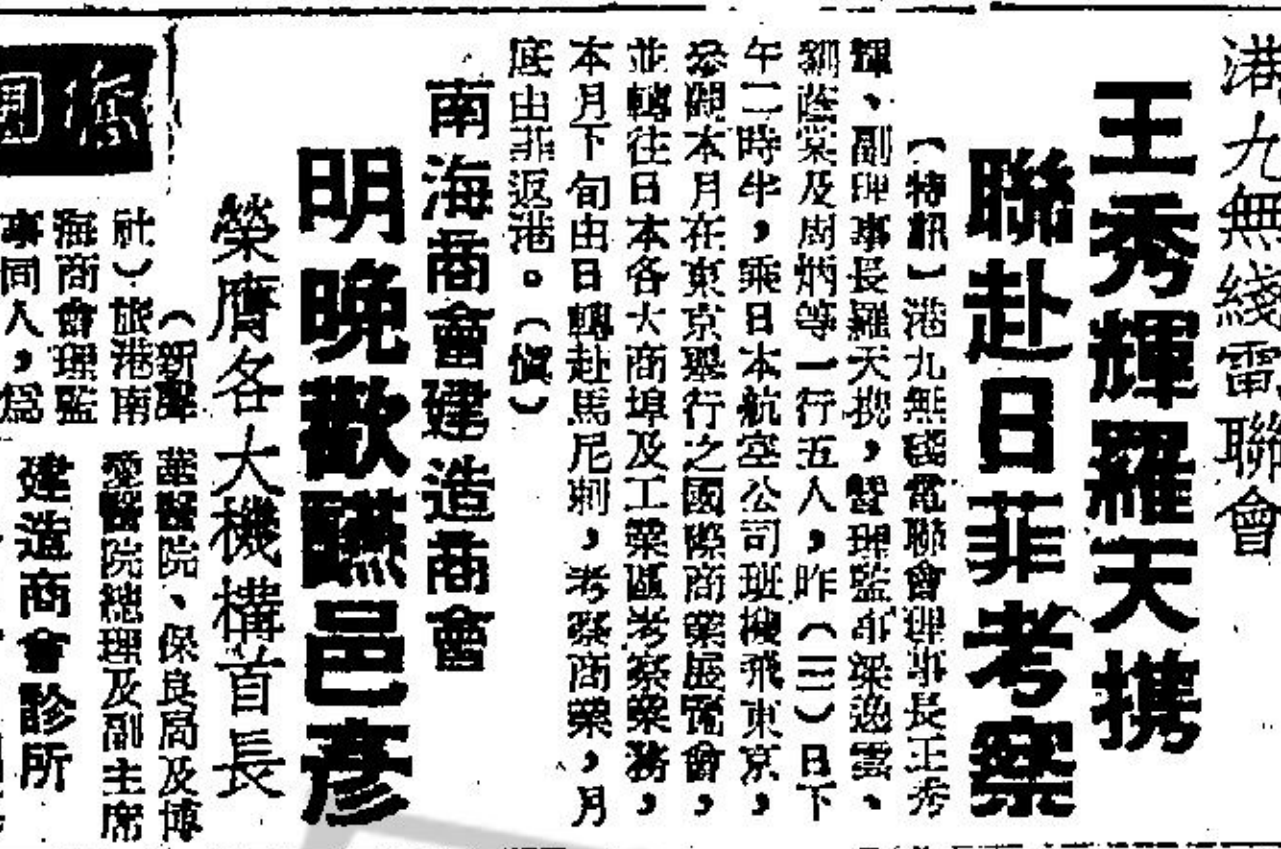 港九無綫電聯會
王秀輝羅天携
聯赴日菲考察
（特訊）港九無綫電聯會理事長王秀
輝、副理事長羅天携，暨理監事梁逸雲、
劉蔭棠及周炳等一行五人，昨（三）日下
午二時半，乘日本航空公司班機飛東京，
參觀本月在東京舉行之國際商業展覽會，
並轉往日本各大商埠及工業區考察業務，
本月下旬由日轉赴馬尼剌，考察商業，月
底由菲返港。（慎）
南海商會建造商會
明晚歡讌邑彥
榮膺各大機構首長
（新聲
社）旅港南
海商會理監
事同人，爲
華醫院、保良局及博
愛醫院總理及副主席
建造商會診所